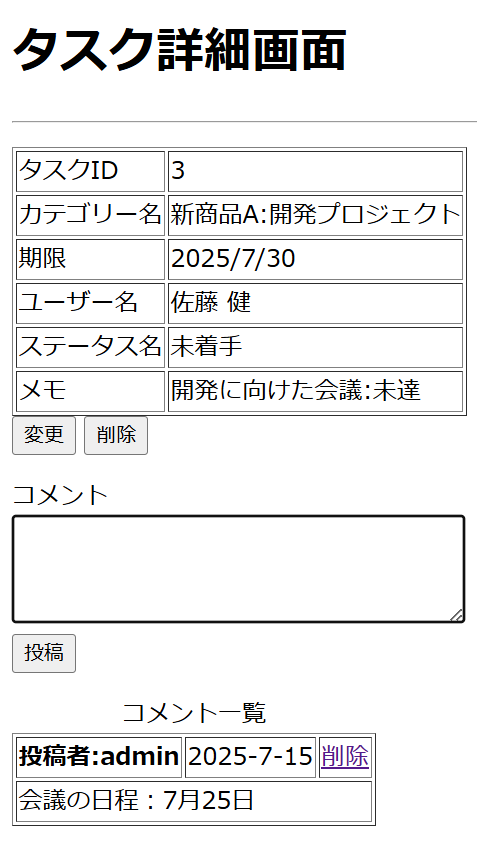 タスク詳細画面
タスクID 3
カテゴリー名 新商品A:開発プロジェクト
期限 2025/7/30
ユーザー名 佐藤 健
ステータス名 未着手
メモ 開発に向けた会議:未達
変更 削除
コメント
投稿
コメント一覧
投稿者:admin 2025-7-15 削除
会議の日程：7月25日